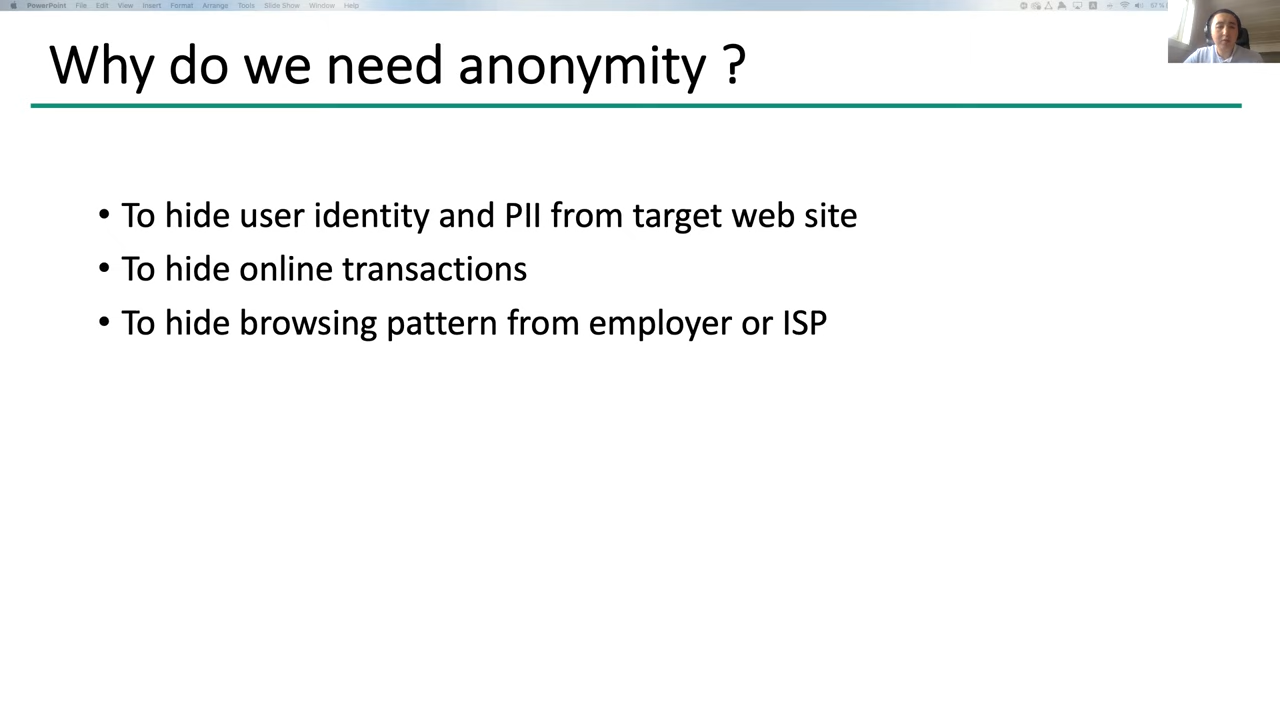 PowerPoint File Edit View Insert Format Arrange Tools Slide Show Window Help
Why do we need anonymity ?
• To hide user identity and PII from target web site
• To hide online transactions
• To hide browsing pattern from employer or ISP